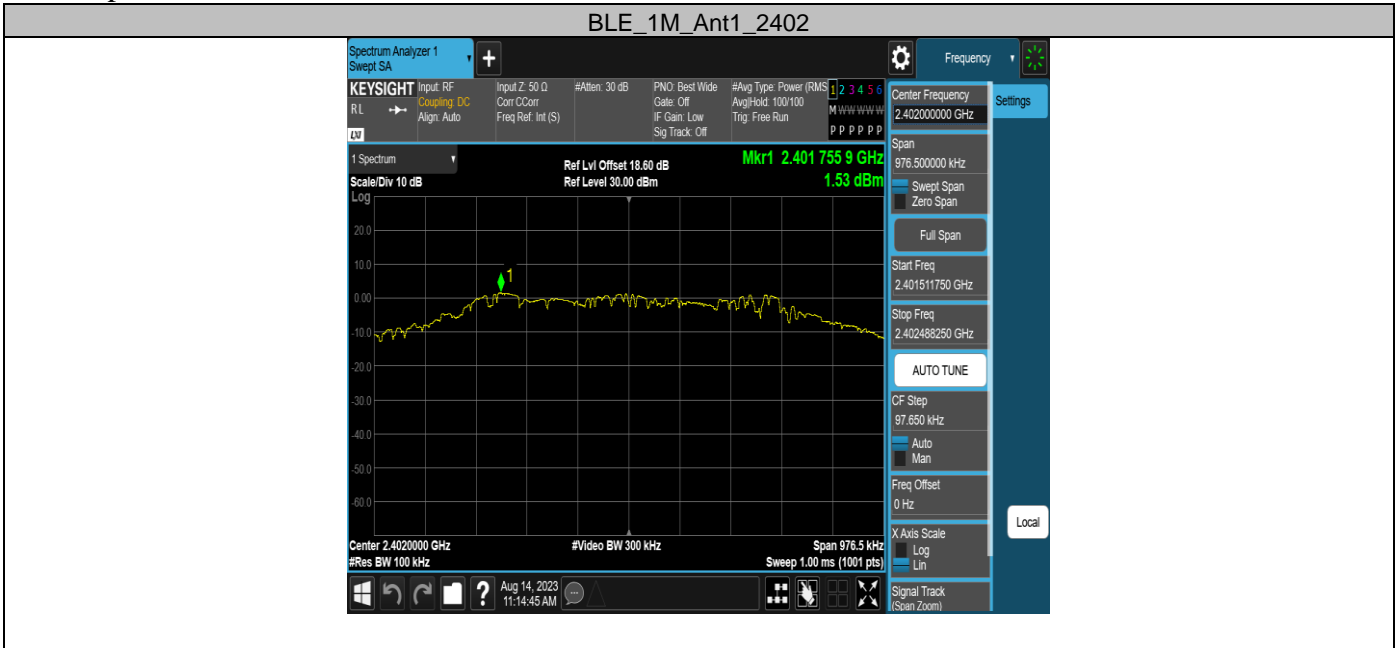 BLE_1M_Ant1_2402
Spectrum Analyzer 1
Swept SA
Frequency
KEYSIGHT
RL
LXI
Input: RF
Coupling: DC
Align: Auto
Input Z: 50 Ω
Corr CCorr
Freq Ref: Int (S)
#Atten: 30 dB
PNO: Best Wide
Gate: Off
IF Gain: Low
Sig Track: Off
#Avg Type: Power (RMS
Avg|Hold: 100/100
Trig: Free Run
1 2 3 4 5 6
M W W W W W
P P P P P P
1 Spectrum
Scale/Div 10 dB
Log
Ref Lvl Offset 18.60 dB
Ref Level 30.00 dBm
Mkr1 2.401 755 9 GHz
1.53 dBm
20.0
10.0
0.00
-10.0
-20.0
-30.0
-40.0
-50.0
-60.0
1
Center 2.4020000 GHz
#Res BW 100 kHz
#Video BW 300 kHz
Span 976.5 kHz
Sweep 1.00 ms (1001 pts)
Center Frequency
2.402000000 GHz
Settings
Span
976.500000 kHz
Swept Span
Zero Span
Full Span
Start Freq
2.401511750 GHz
Stop Freq
2.402488250 GHz
AUTO TUNE
CF Step
97.650 kHz
Auto
Man
Freq Offset
0 Hz
X Axis Scale
Log
Lin
Local
Signal Track
(Span Zoom)
?
Aug 14, 2023
11:14:45 AM